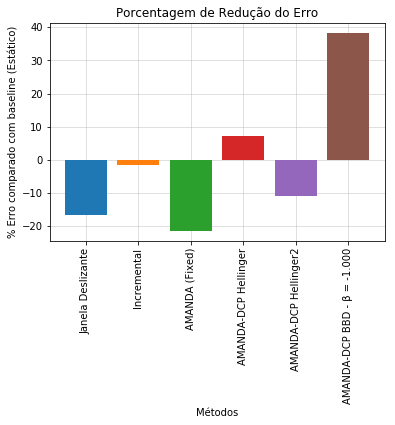 Porcentagem de Redução do Erro
% Erro comparado com baseline (Estático)
40
30
20
10
0
−10
−20
Janela Deslizante
Incremental
AMANDA (Fixed)
AMANDA-DCP Hellinger
AMANDA-DCP Hellinger2
AMANDA-DCP BBD - β = -1.000
Métodos